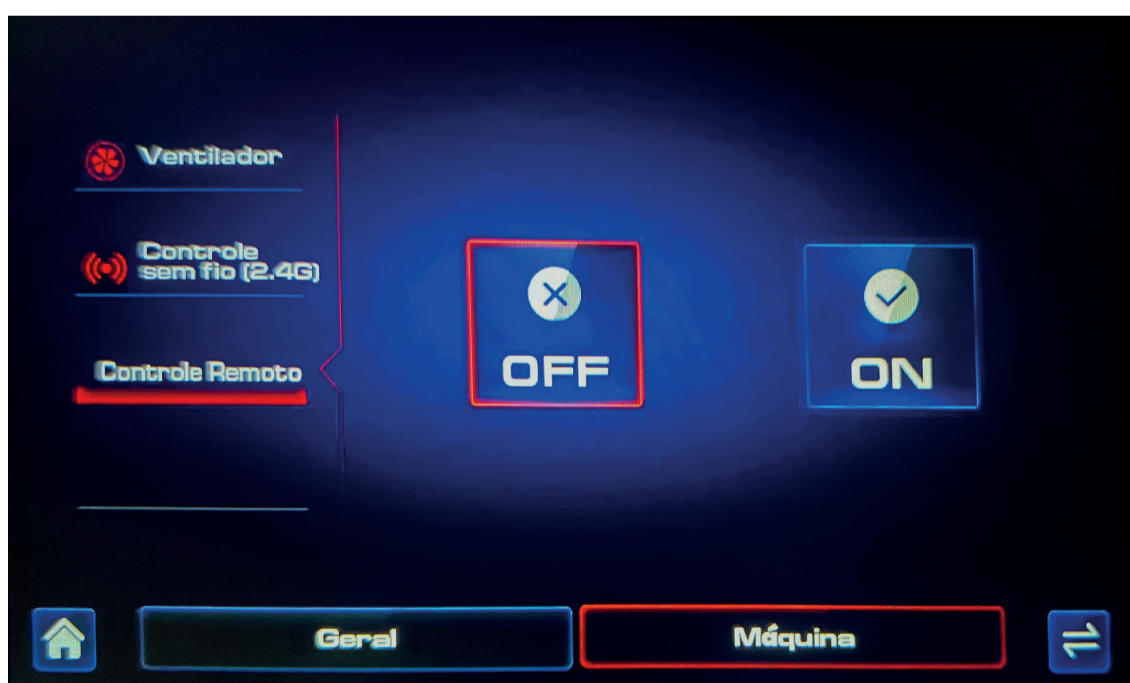 Ventilador
Controle
sem fio (2.4G)
Controle Remoto
OFF
ON
Geral
Máquina